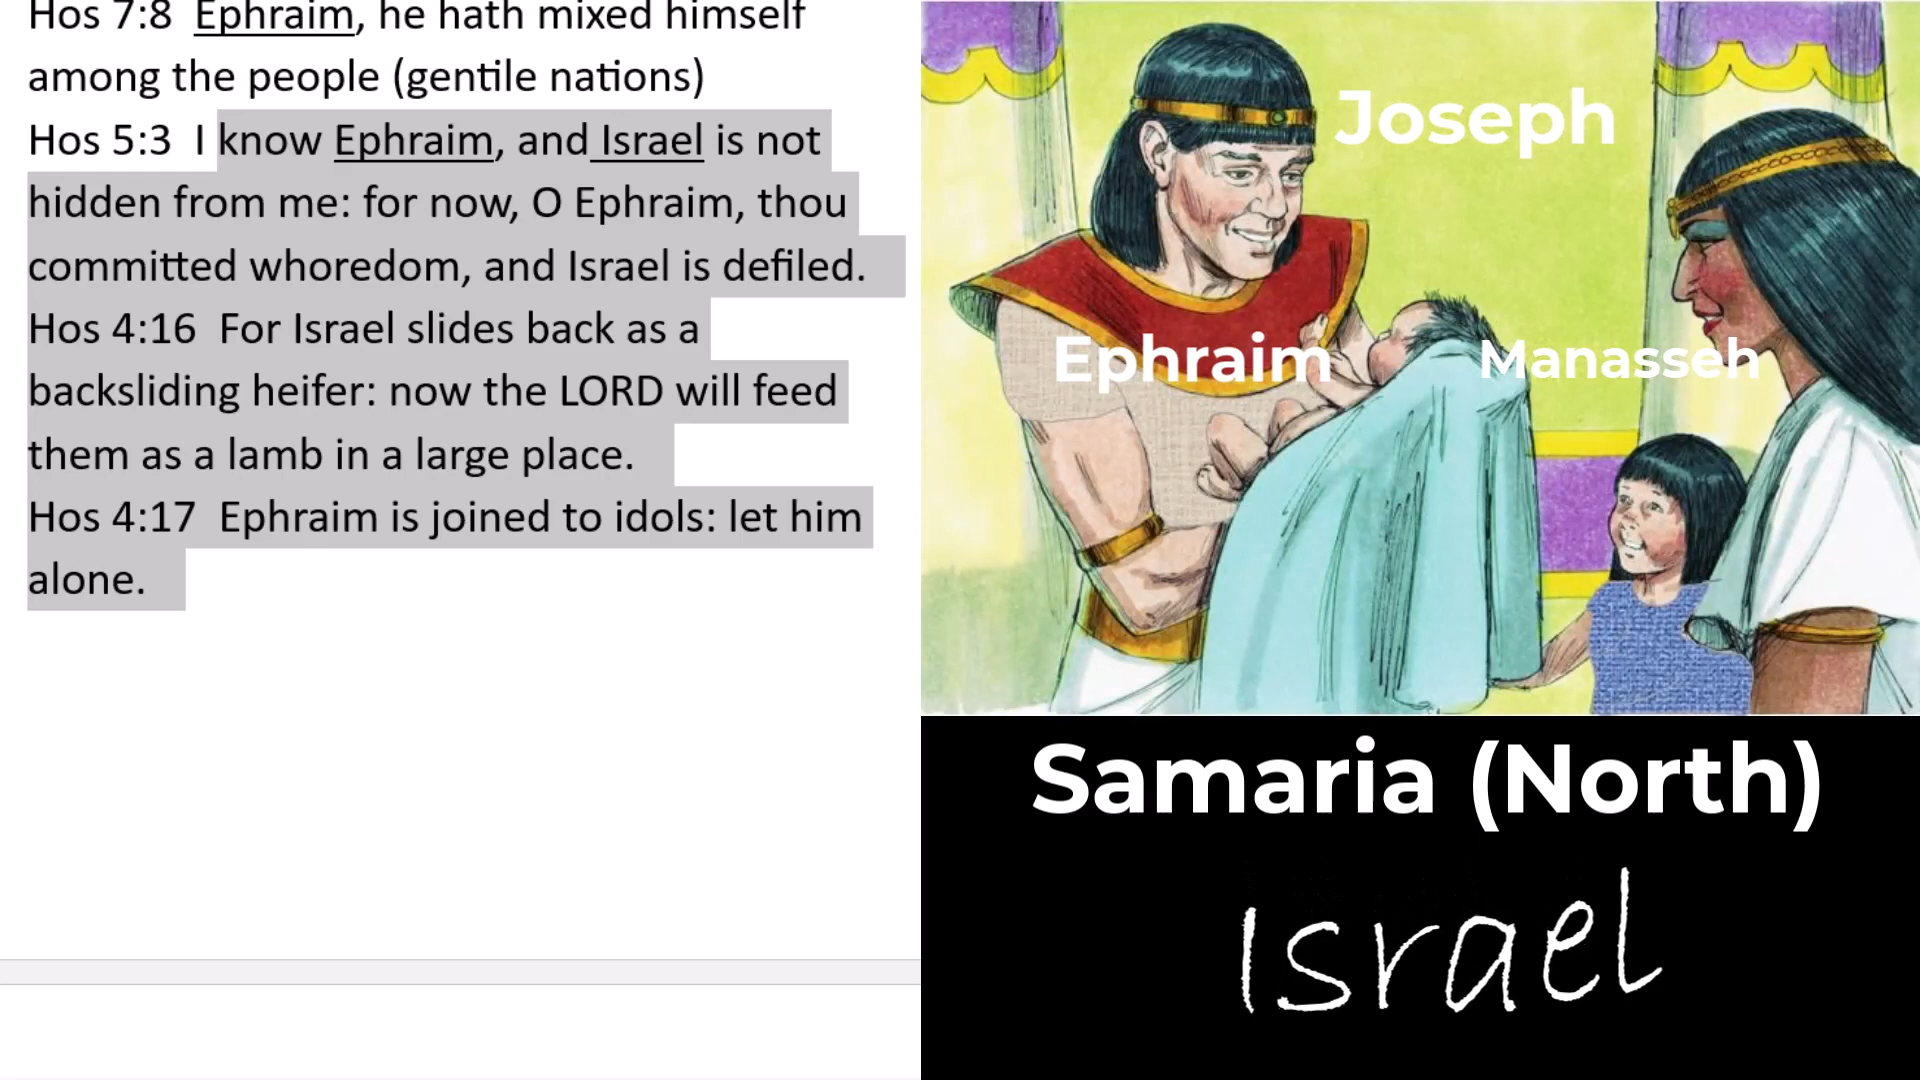 Hos 7:8  Ephraim, he hath mixed himself
among the people (gentile nations)
Hos 5:3  I know Ephraim, and Israel is not
hidden from me: for now, O Ephraim, thou
committed whoredom, and Israel is defiled.
Hos 4:16  For Israel slides back as a
backsliding heifer: now the LORD will feed
them as a lamb in a large place.
Hos 4:17  Ephraim is joined to idols: let him
alone.
Joseph
Ephraim
Manasseh
Samaria (North)
Israel